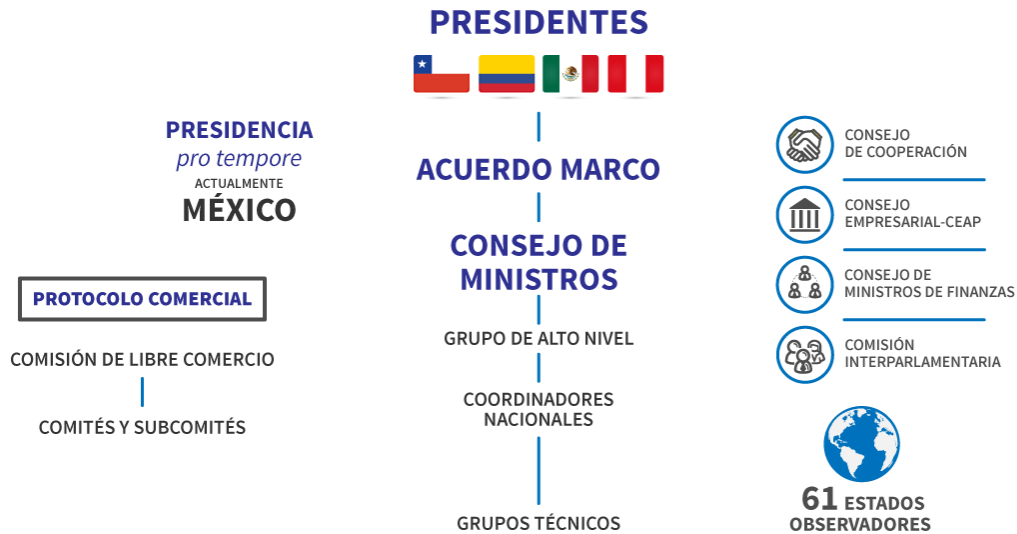 PRESIDENTES
PRESIDENCIA
pro tempore
ACTUALMENTE
MÉXICO
PROTOCOLO COMERCIAL
COMISIÓN DE LIBRE COMERCIO
COMITÉS Y SUBCOMITÉS
ACUERDO MARCO
CONSEJO DE
MINISTROS
GRUPO DE ALTO NIVEL
COORDINADORES
NACIONALES
GRUPOS TÉCNICOS
CONSEJO
DE COOPERACIÓN
CONSEJO
EMPRESARIAL-CEAP
CONSEJO DE
MINISTROS DE FINANZAS
COMISIÓN
INTERPARLAMENTARIA
61 ESTADOS
OBSERVADORES